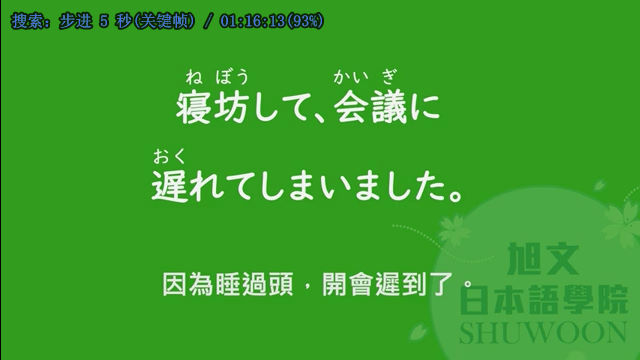 搜索: 步进 5 秒(关键帧) / 01:16:13(93%)
ね ぼう かい ぎ
寝坊して、会議に
おく
遅れてしまいました。
因為睡過頭，開會遲到了。
旭文
日本語學院
SHUWOON